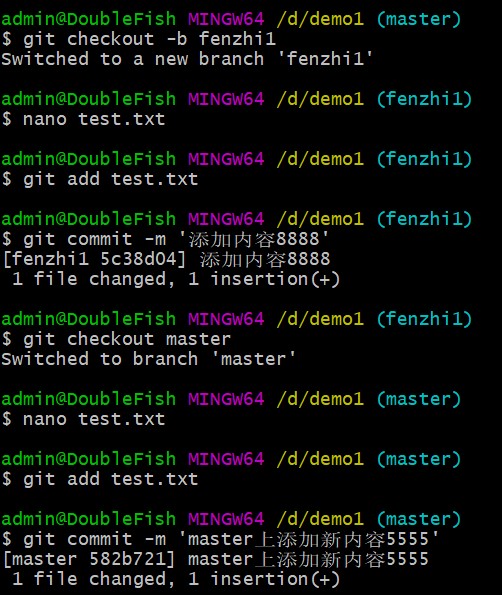 admin@DoubleFish MINGW64 /d/demo1 (master)
$ git checkout -b fenzhi1
Switched to a new branch 'fenzhi1'
admin@DoubleFish MINGW64 /d/demo1 (fenzhi1)
$ nano test.txt
admin@DoubleFish MINGW64 /d/demo1 (fenzhi1)
$ git add test.txt
admin@DoubleFish MINGW64 /d/demo1 (fenzhi1)
$ git commit -m '添加内容8888'
[fenzhi1 5c38d04] 添加内容8888
 1 file changed, 1 insertion(+)
admin@DoubleFish MINGW64 /d/demo1 (fenzhi1)
$ git checkout master
Switched to branch 'master'
admin@DoubleFish MINGW64 /d/demo1 (master)
$ nano test.txt
admin@DoubleFish MINGW64 /d/demo1 (master)
$ git add test.txt
admin@DoubleFish MINGW64 /d/demo1 (master)
$ git commit -m 'master上添加新内容5555'
[master 582b721] master上添加新内容5555
 1 file changed, 1 insertion(+)